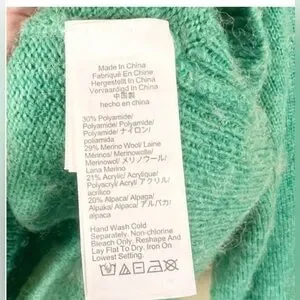 Made In China
Fabriqué En Chine
Hergestellt In China
Vervaardigd In China
中国製
hecho en china
30% Polyamide/
Polyamide/ Polyamide/
Polyamide/ ナイロン/
poliamida
29% Merino Wool/ Laine
Merinos/ Merinowolle/
Merinowol/ メリノウール/
Lana Merino
21% Acrylic/ Acrylique/
Polyacryl/ Acryl/ アクリル/
acrílico
20% Alpaca/ Alpaga/
Alpaka/ Alpaca/ アルパカ/
alpaca
Hand Wash Cold
Separately. Non-chlorine
Bleach Only. Reshape And
Lay Flat To Dry. Iron On
Lowest Setting.